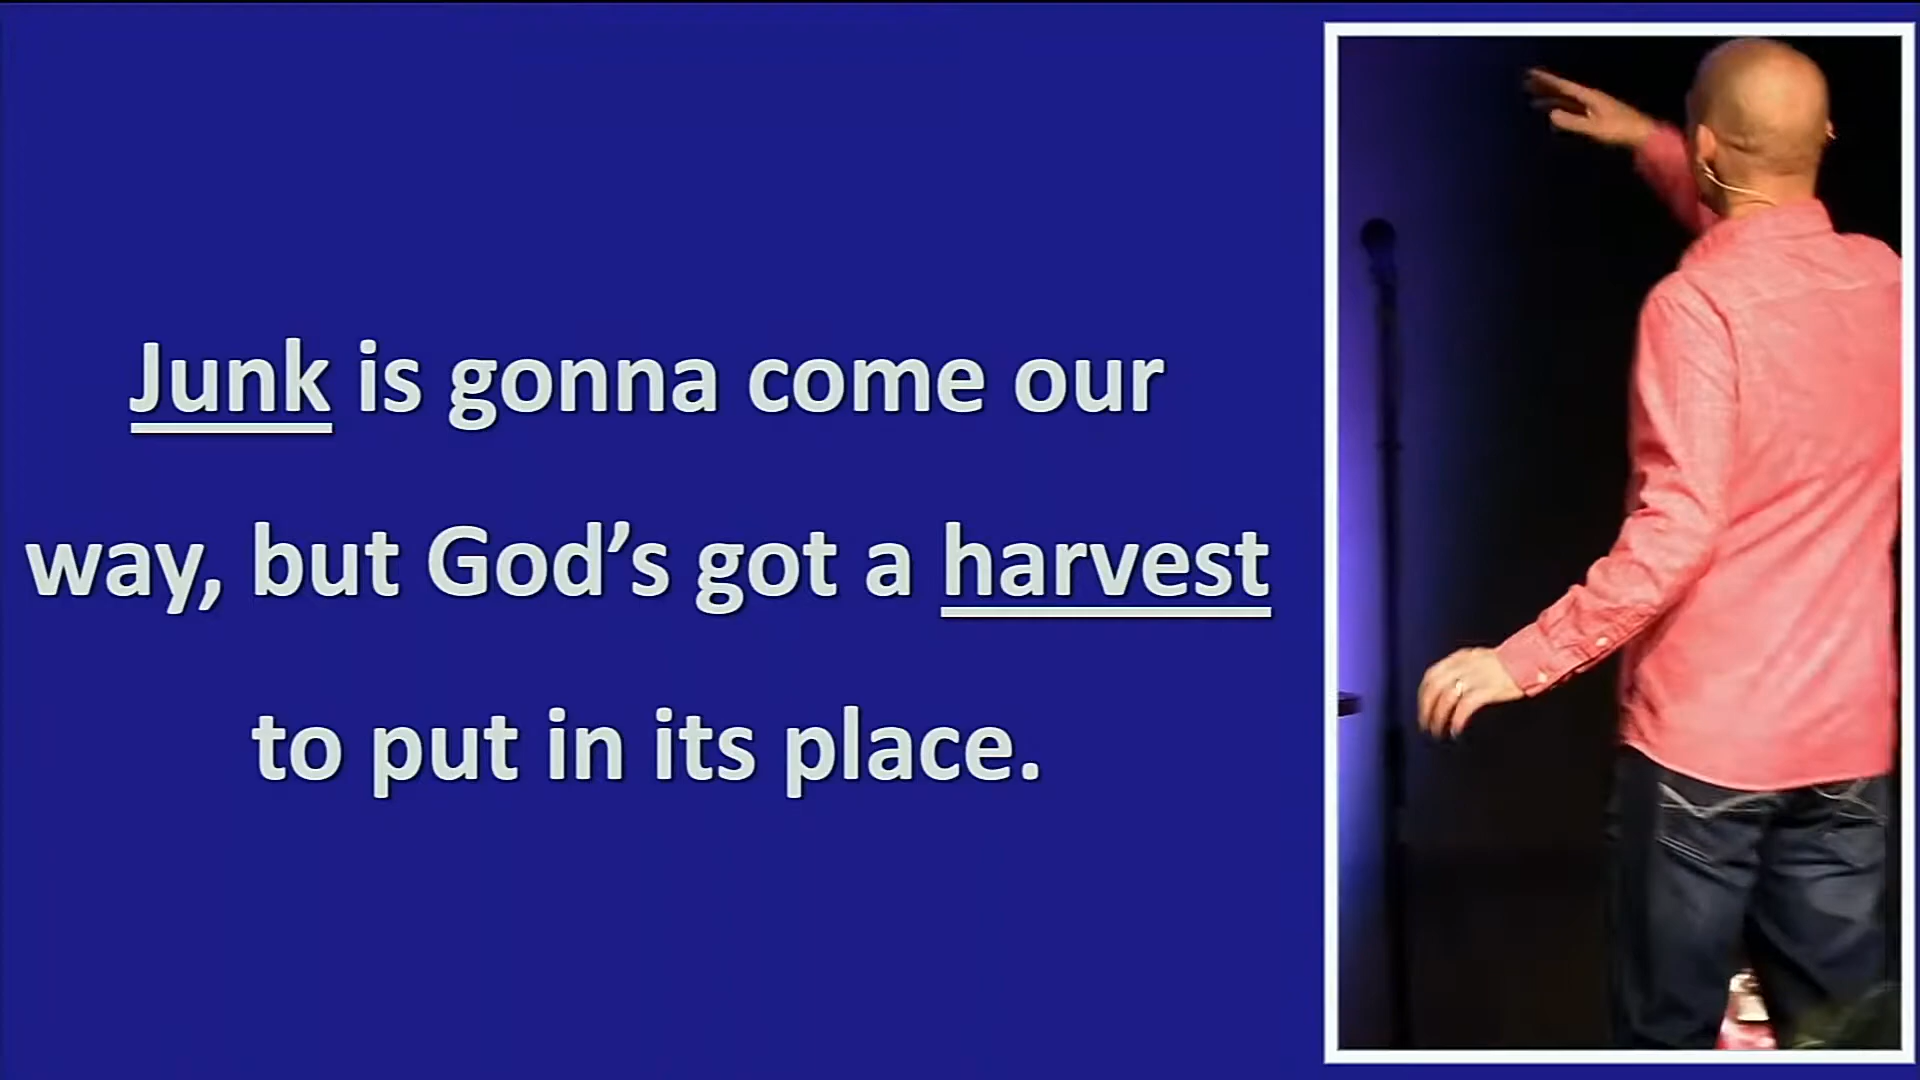 Junk is gonna come our
way, but God’s got a harvest
to put in its place.